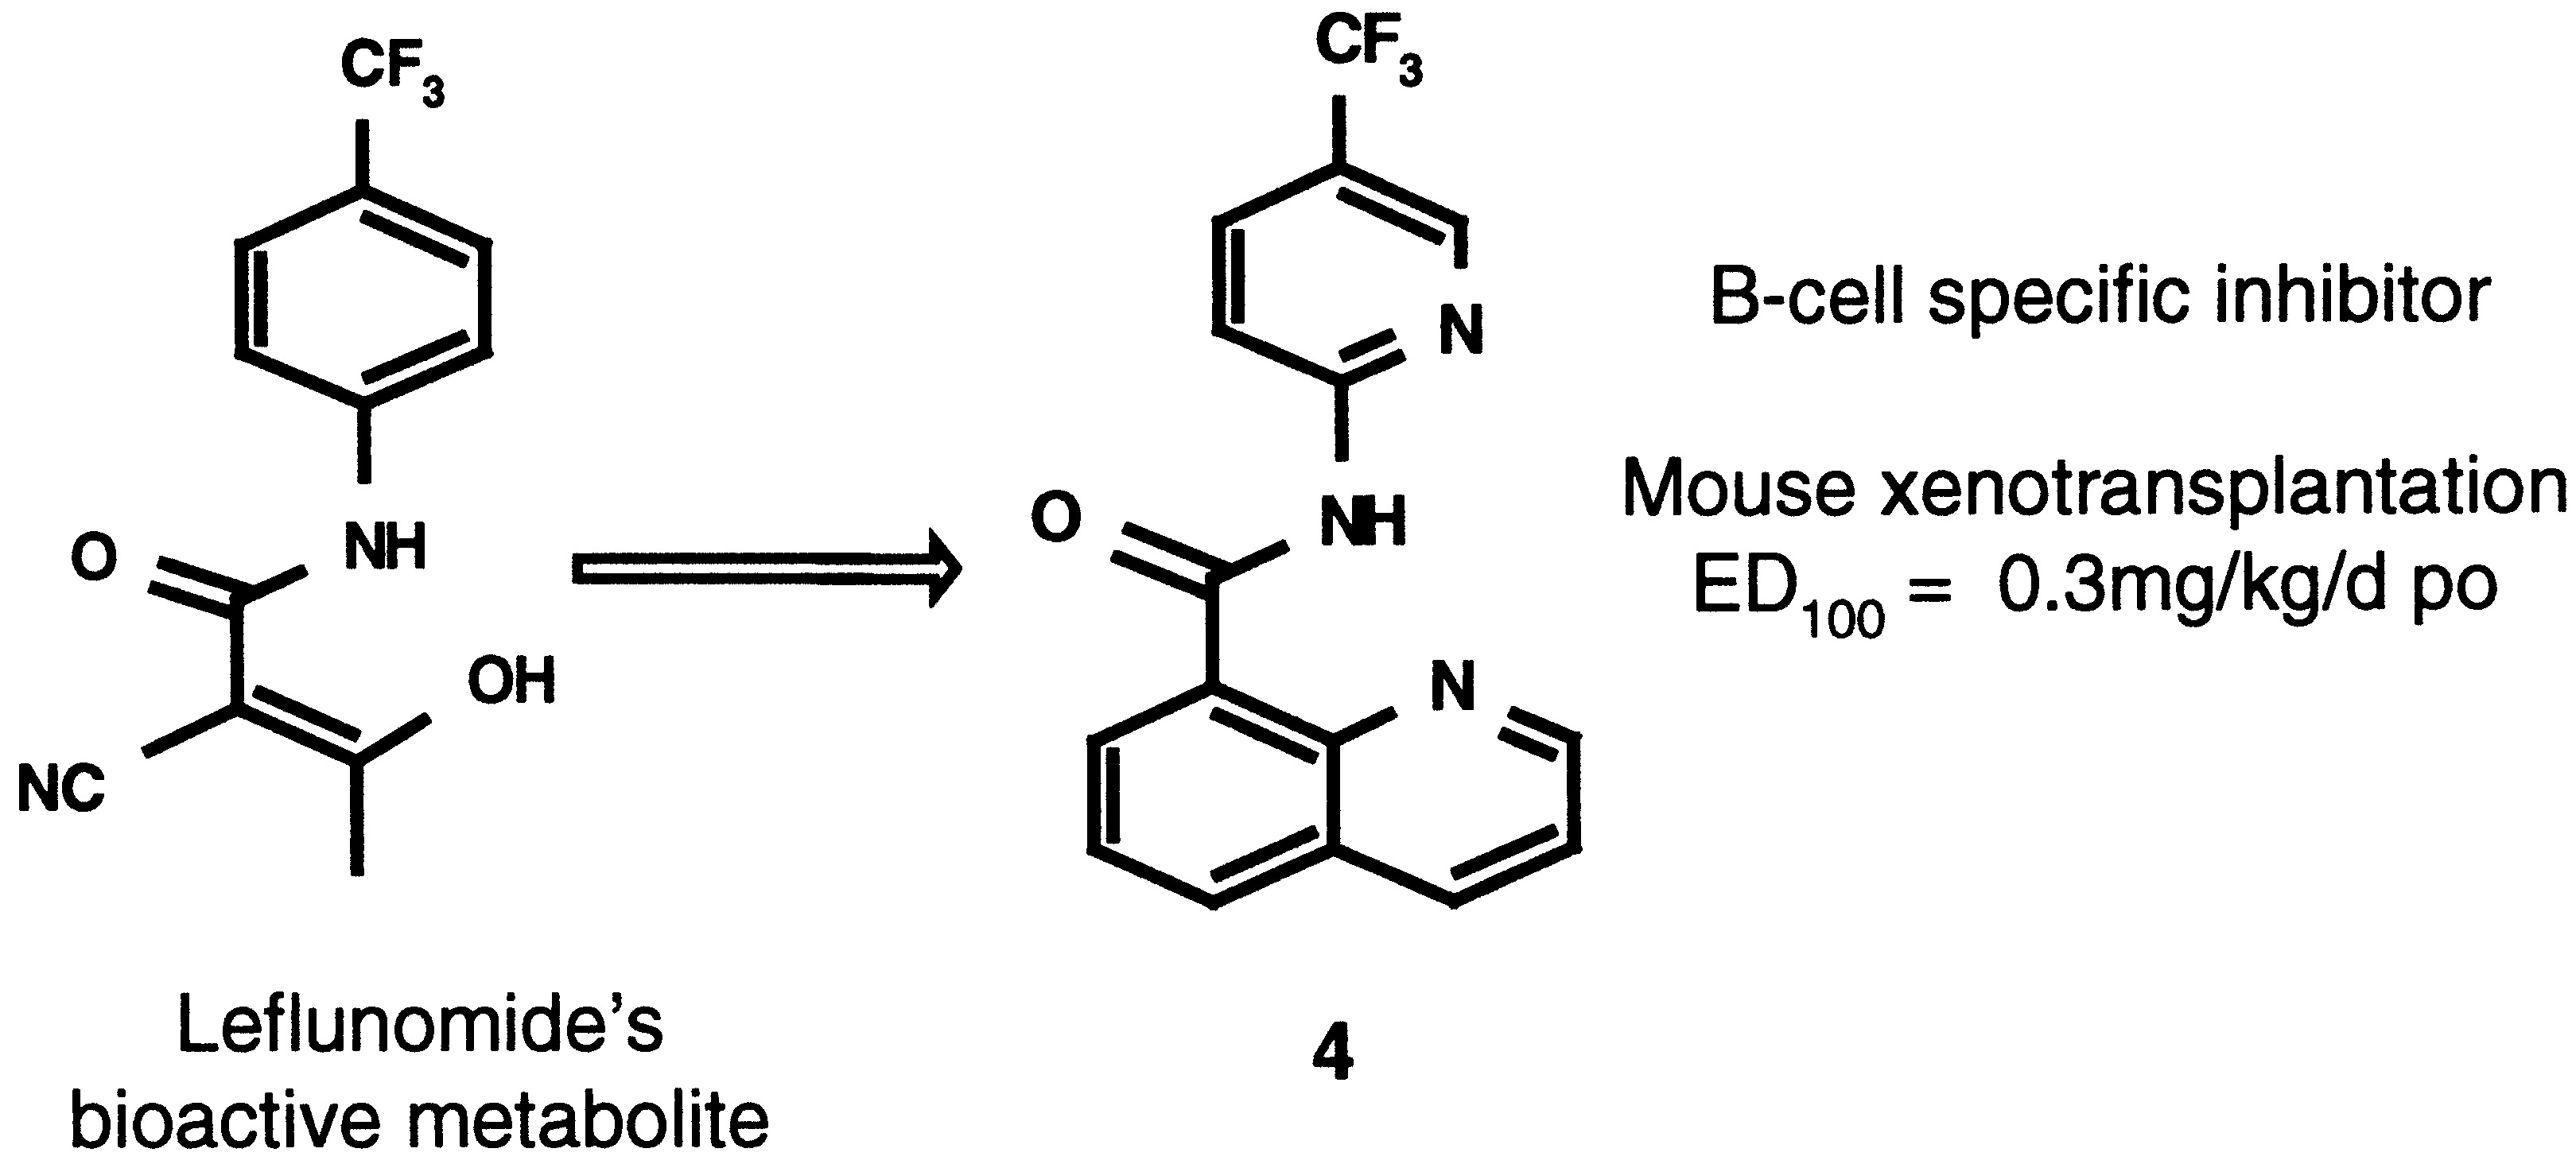 CF3
NH
O
OH
NC
Leflunomide's
bioactive metabolite
CF3
N
NH
O
N
4
B-cell specific inhibitor
Mouse xenotransplantation
ED100 = 0.3mg/kg/d po